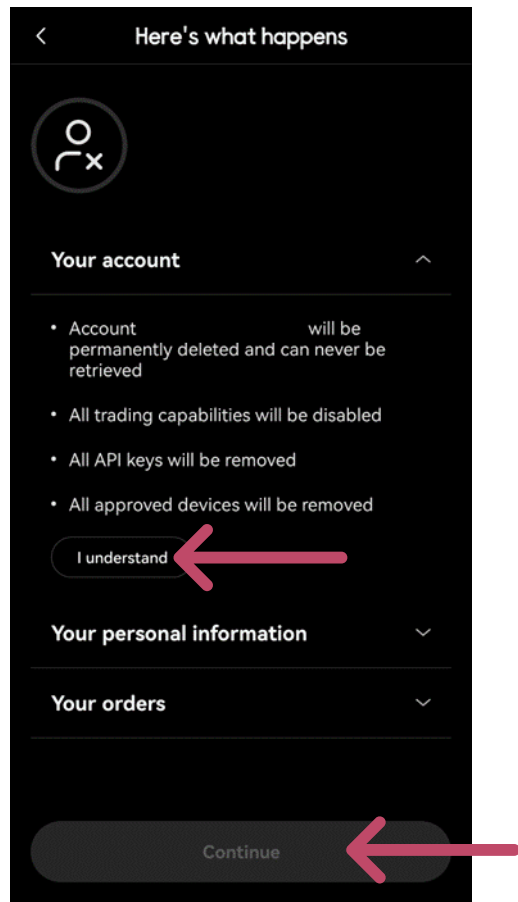 Here's what happens
Your account
• Account will be
permanently deleted and can never be
retrieved
• All trading capabilities will be disabled
• All API keys will be removed
• All approved devices will be removed
I understand
Your personal information
Your orders
Continue